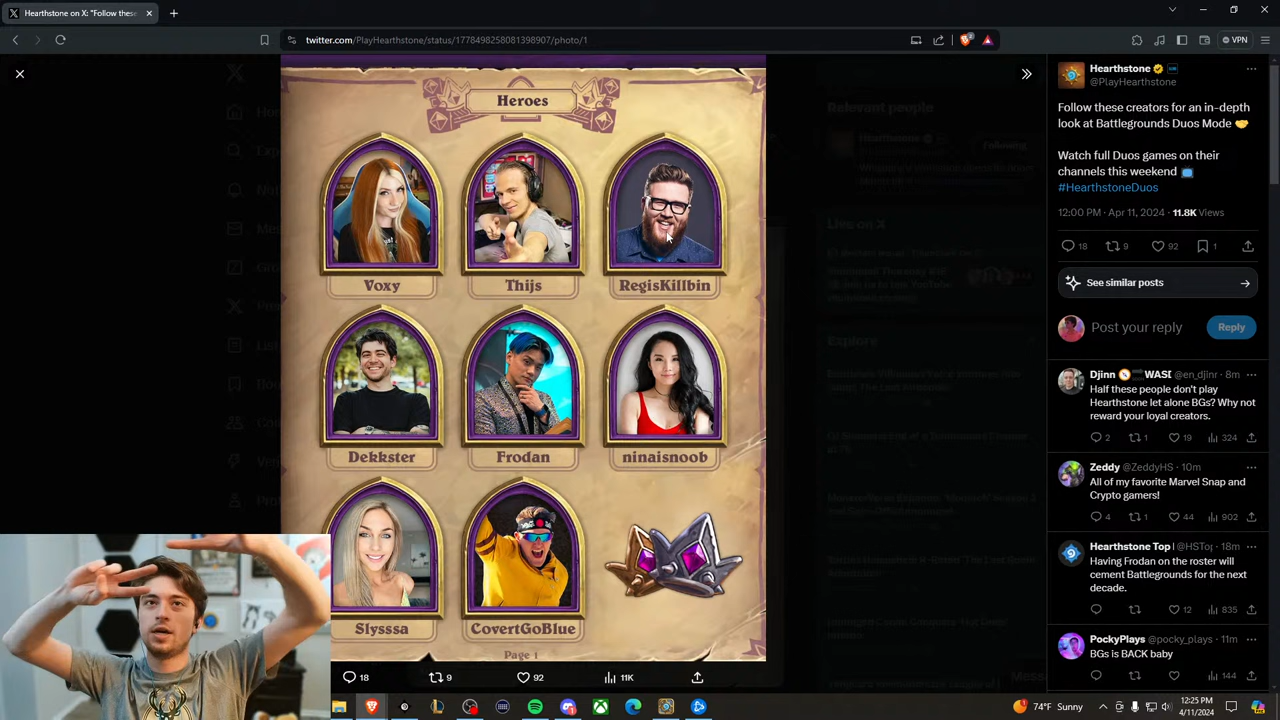 Hearthstone on X: "Follow these
twitter.com/PlayHearthstone/status/1778498258081398907/photo/1
VPN
Heroes
Voxy
Thijs
RegisKillbin
Dekkster
Frodan
ninaisnoob
Slysssa
CovertGoBlue
Page 1
18
9
92
11K
Relevant people
Explore
Hearthstone
@PlayHearthstone
Follow these creators for an in-depth
look at Battlegrounds Duos Mode 🤝
Watch full Duos games on their
channels this weekend 📺
#HearthstoneDuos
12:00 PM · Apr 11, 2024 · 11.8K Views
18
9
92
1
See similar posts
Post your reply
Reply
Djinn WASD @en_djinr · 8m
Half these people don't play
Hearthstone let alone BGs? Why not
reward your loyal creators.
2
1
19
324
Zeddy @ZeddyHS · 10m
All of my favorite Marvel Snap and
Crypto gamers!
4
1
44
902
Hearthstone Top @HSTo · 18m
Having Frodan on the roster will
cement Battlegrounds for the next
decade.
12
835
PockyPlays @pocky_plays · 11m
BGs is BACK baby
1
144
74°F Sunny
12:25 PM
4/11/2024